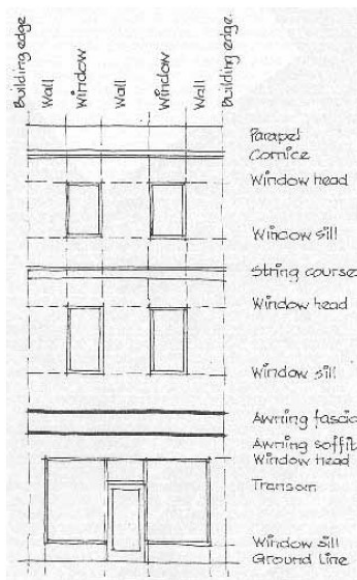 Building edge
Wall
Window
Wall
Window
Wall
Building edge.
Parapet
Cornice
Window head
Window sill
String course
Window head
Window sill
Awning fascia
Awning soffit
Window head
Transom
Window sill
Ground Line